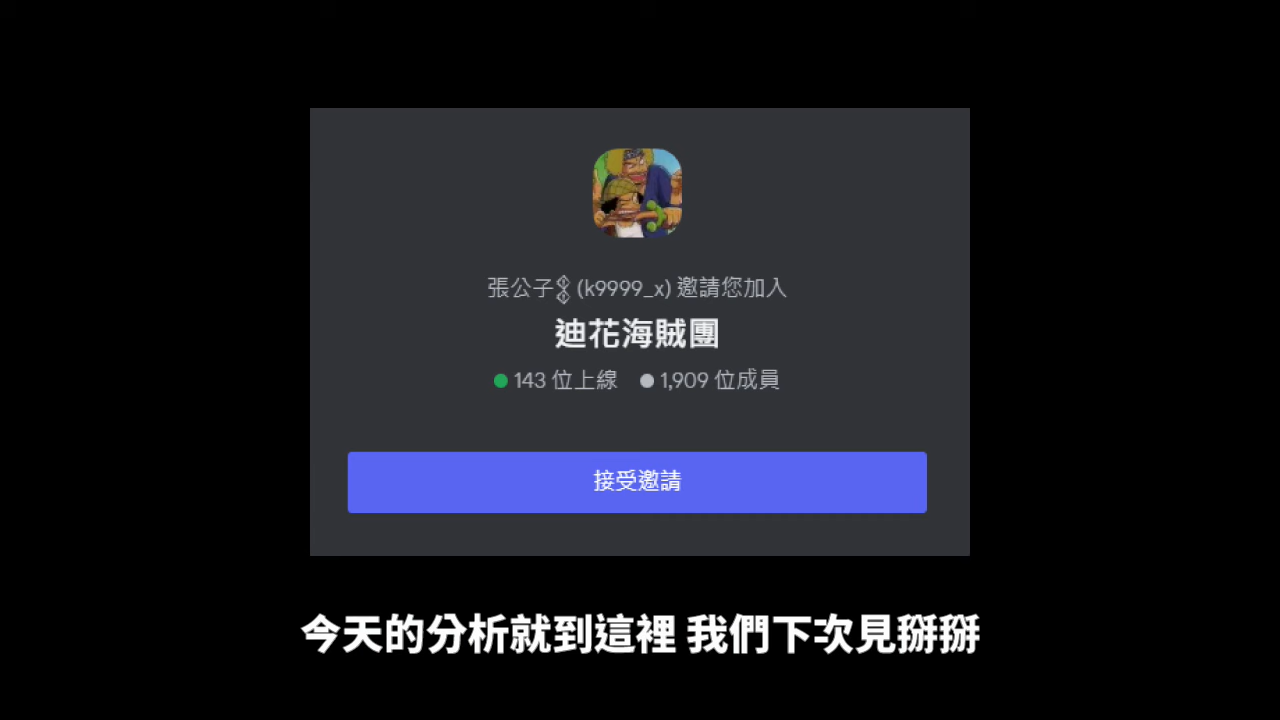 張公子 (k9999_x) 邀請您加入
迪花海賊團
143 位上線 1,909 位成員
接受邀請
今天的分析就到這裡 我們下次見掰掰